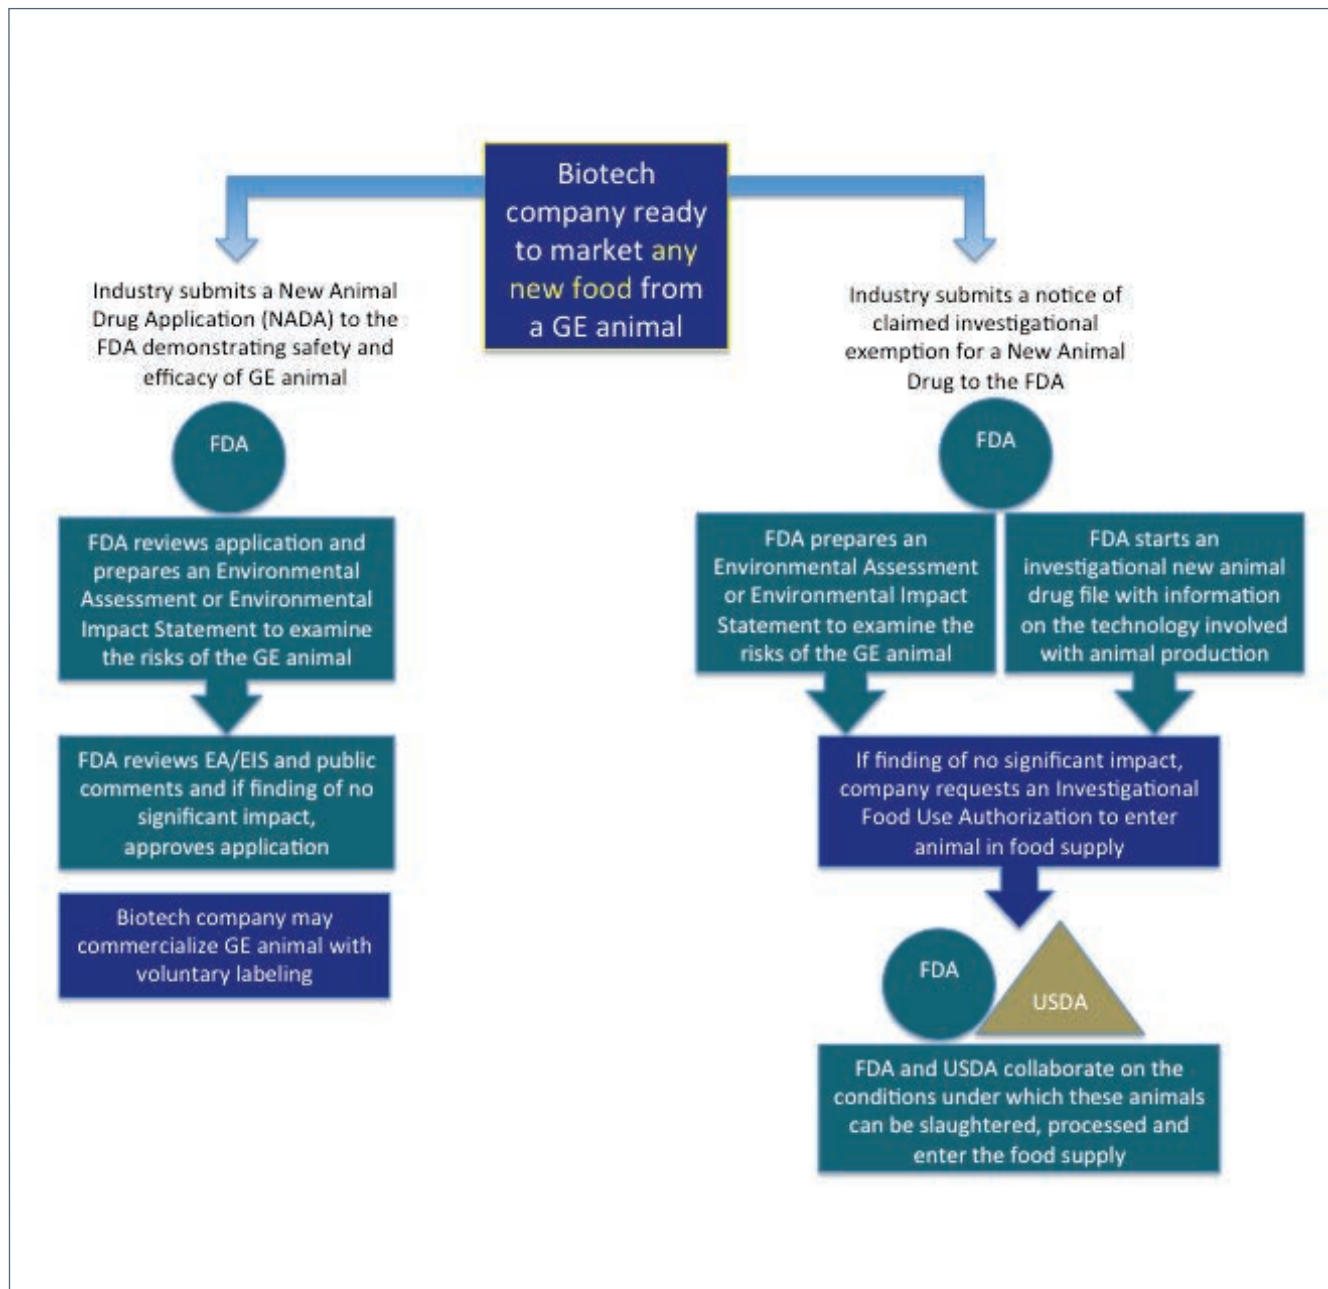 Biotech
company ready
to market any
new food from
a GE animal
Industry submits a New Animal
Drug Application (NADA) to the
FDA demonstrating safety and
efficacy of GE animal
FDA
FDA reviews application and
prepares an Environmental
Assessment or Environmental
Impact Statement to examine
the risks of the GE animal
FDA reviews EA/EIS and public
comments and if finding of no
significant impact,
approves application
Biotech company may
commercialize GE animal with
voluntary labeling
Industry submits a notice of
claimed investigational
exemption for a New Animal
Drug to the FDA
FDA
FDA prepares an
Environmental Assessment
or Environmental Impact
Statement to examine the
risks of the GE animal
FDA starts an
investigational new animal
drug file with information
on the technology involved
with animal production
If finding of no significant impact,
company requests an Investigational
Food Use Authorization to enter
animal in food supply
FDA
USDA
FDA and USDA collaborate on the
conditions under which these animals
can be slaughtered, processed and
enter the food supply